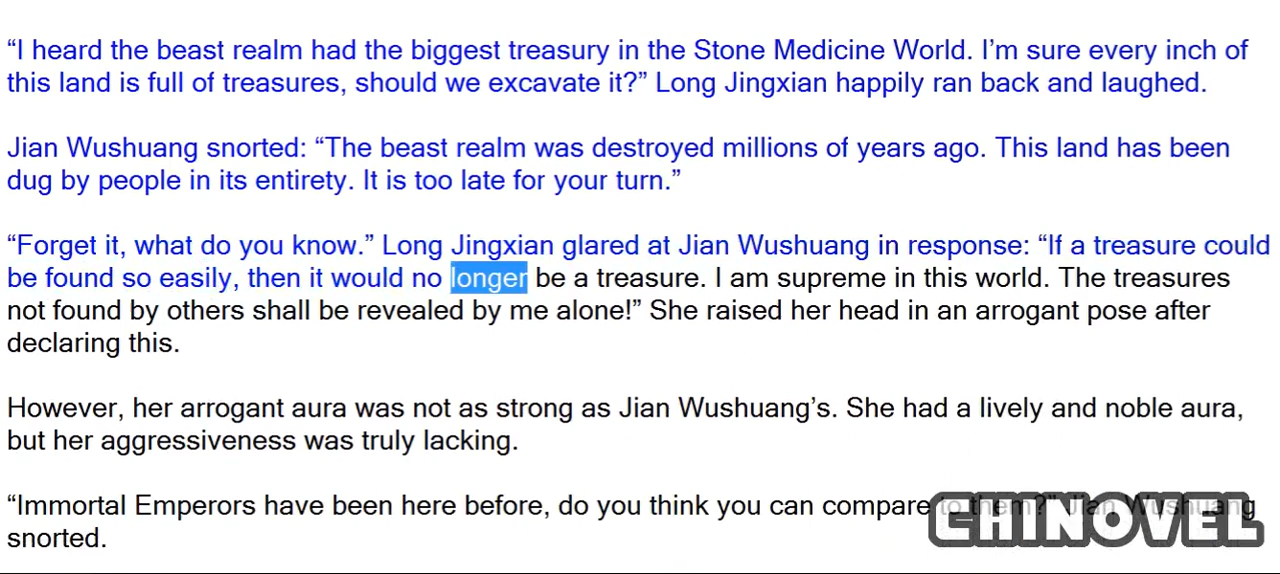 “I heard the beast realm had the biggest treasury in the Stone Medicine World. I’m sure every inch of
this land is full of treasures, should we excavate it?” Long Jingxian happily ran back and laughed.
Jian Wushuang snorted: “The beast realm was destroyed millions of years ago. This land has been
dug by people in its entirety. It is too late for your turn.”
“Forget it, what do you know.” Long Jingxian glared at Jian Wushuang in response: “If a treasure could
be found so easily, then it would no longer be a treasure. I am supreme in this world. The treasures
not found by others shall be revealed by me alone!” She raised her head in an arrogant pose after
declaring this.
However, her arrogant aura was not as strong as Jian Wushuang’s. She had a lively and noble aura,
but her aggressiveness was truly lacking.
“Immortal Emperors have been here before, do you think you can compare to them?” Jian Wushuang
snorted.
CHINOVEL